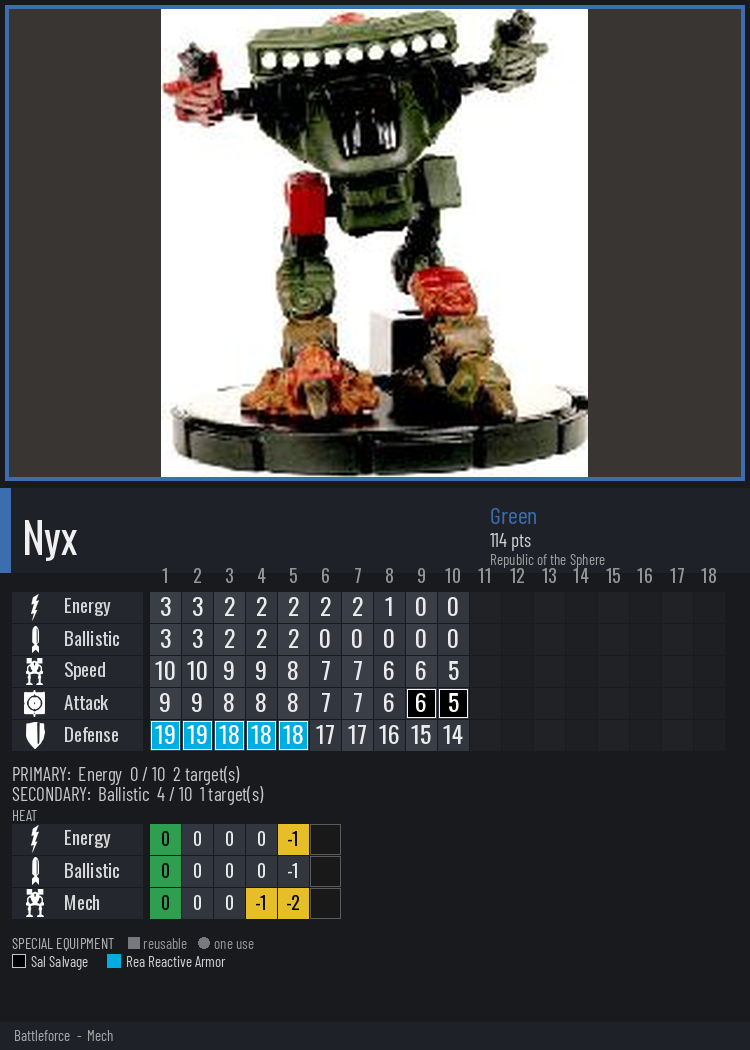 Nyx
Green
114 pts
Republic of the Sphere
1 2 3 4 5 6 7 8 9 10 11 12 13 14 15 16 17 18
Energy 3 3 2 2 2 2 2 1 0 0
Ballistic 3 3 2 2 2 0 0 0 0 0
Speed 10 10 9 9 8 7 7 6 6 5
Attack 9 9 8 8 8 7 7 6 6 5
Defense 19 19 18 18 18 17 17 16 15 14
PRIMARY: Energy 0 / 10 2 target(s)
SECONDARY: Ballistic 4 / 10 1 target(s)
HEAT
Energy 0 0 0 0 -1
Ballistic 0 0 0 0 -1
Mech 0 0 0 -1 -2
SPECIAL EQUIPMENT reusable one use
Sal Salvage Rea Reactive Armor
Battleforce - Mech